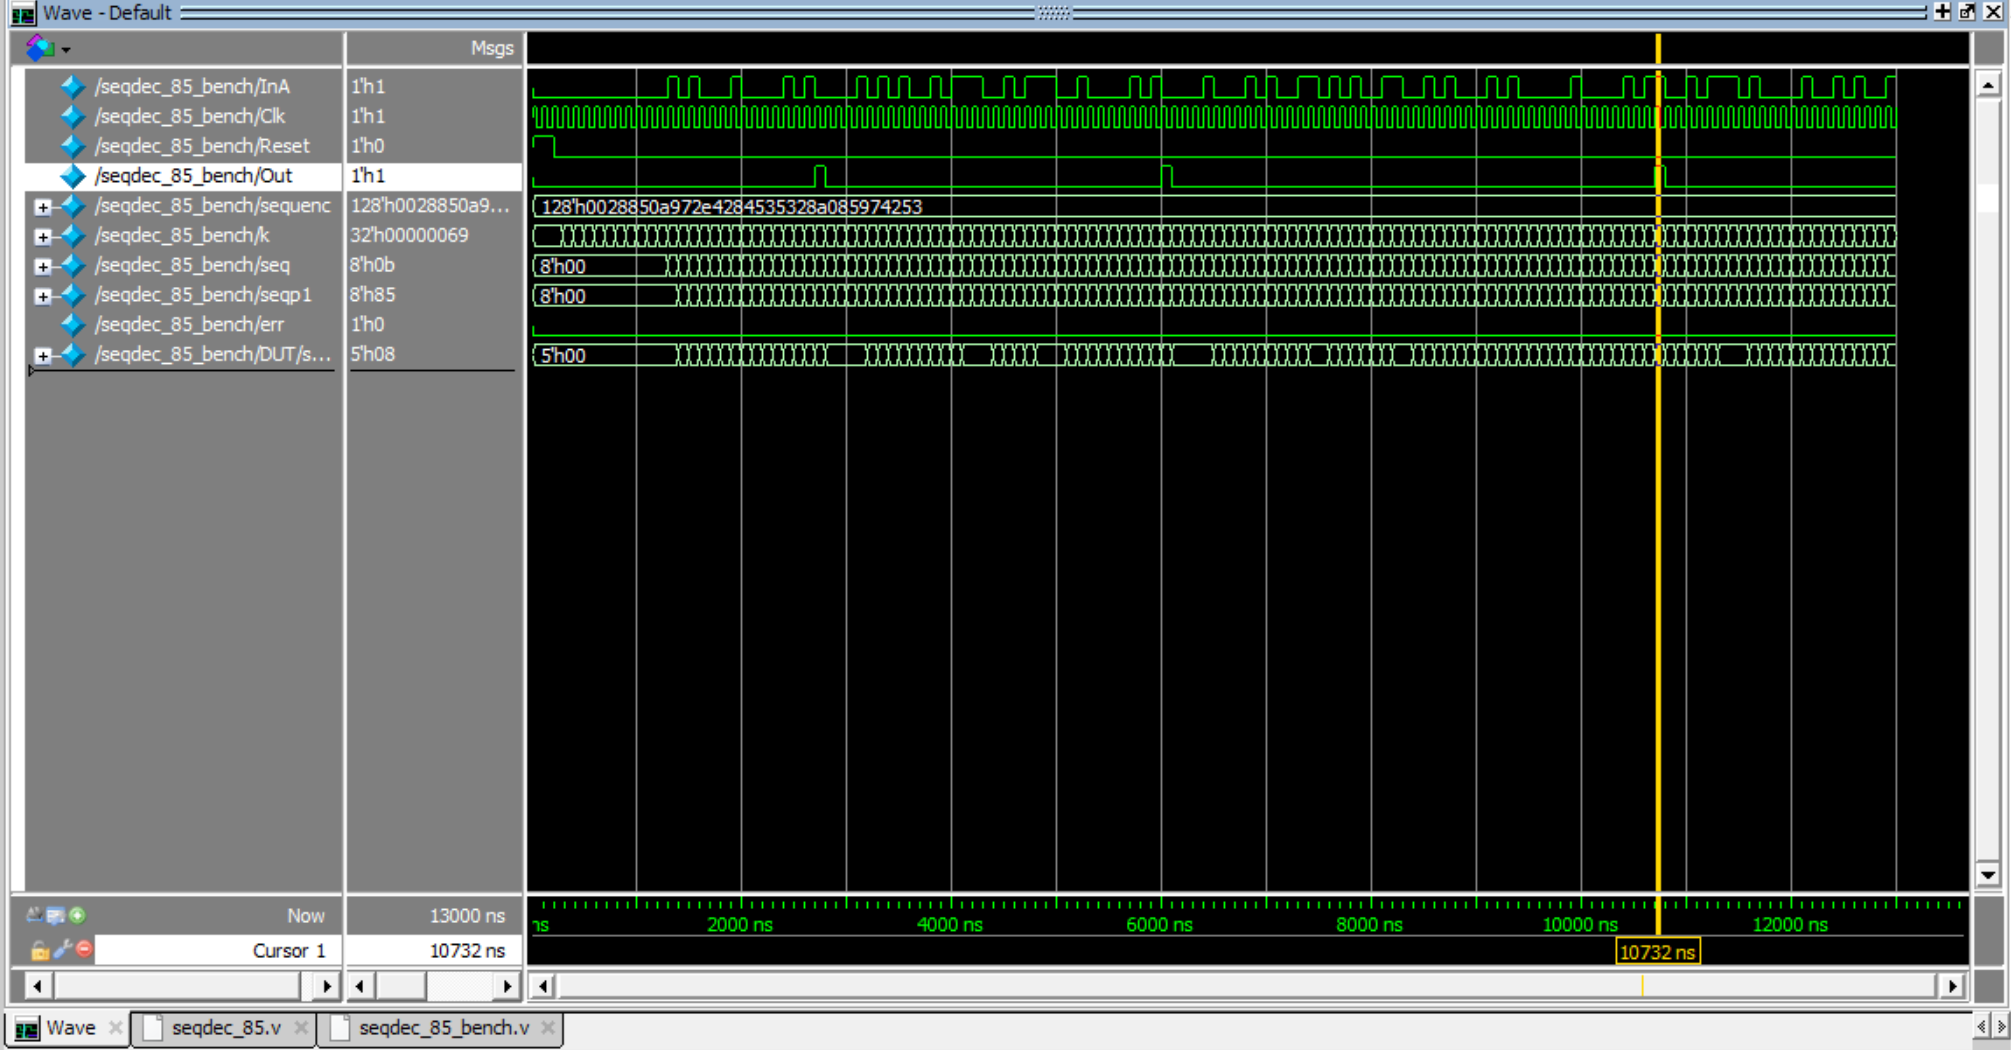 Wave - Default
Msgs
/seqdec_85_bench/InA 1'h1
/seqdec_85_bench/Clk 1'h1
/seqdec_85_bench/Reset 1'h0
/seqdec_85_bench/Out 1'h1
/seqdec_85_bench/sequenc 128'h0028850a9... 128'h0028850a972e4284535328a085974253
/seqdec_85_bench/k 32'h00000069
/seqdec_85_bench/seq 8'h0b 8'h00
/seqdec_85_bench/seqp1 8'h85 8'h00
/seqdec_85_bench/err 1'h0
/seqdec_85_bench/DUT/s... 5'h08 5'h00
Now 13000 ns ns 2000 ns 4000 ns 6000 ns 8000 ns 10000 ns 12000 ns
Cursor 1 10732 ns 10732 ns
Wave seqdec_85.v seqdec_85_bench.v